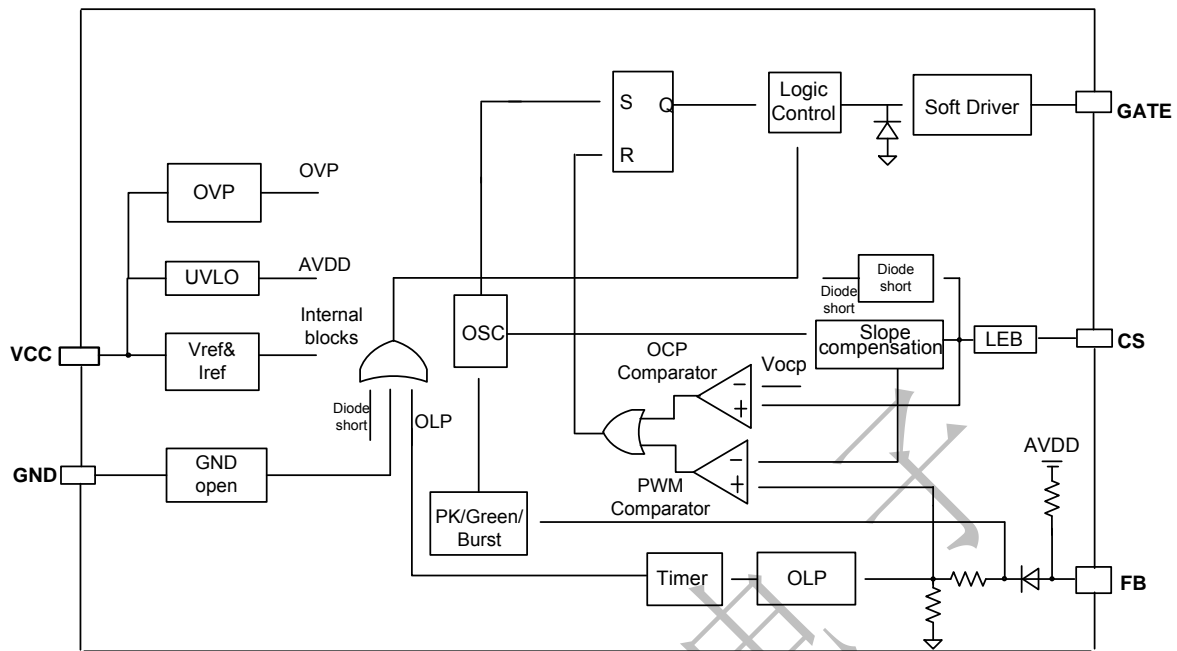 S
Q
R
Logic
Control
Soft Driver
GATE
OVP
OVP
UVLO
AVDD
Internal
blocks
VCC
Vref&
Iref
OSC
Diode
short
Diode
short
Slope
compensation
LEB
CS
OCP
Comparator
Vocp
Diode
short
OLP
−
+
GND
GND
open
−
+
PWM
Comparator
AVDD
PK/Green/
Burst
Timer
OLP
FB